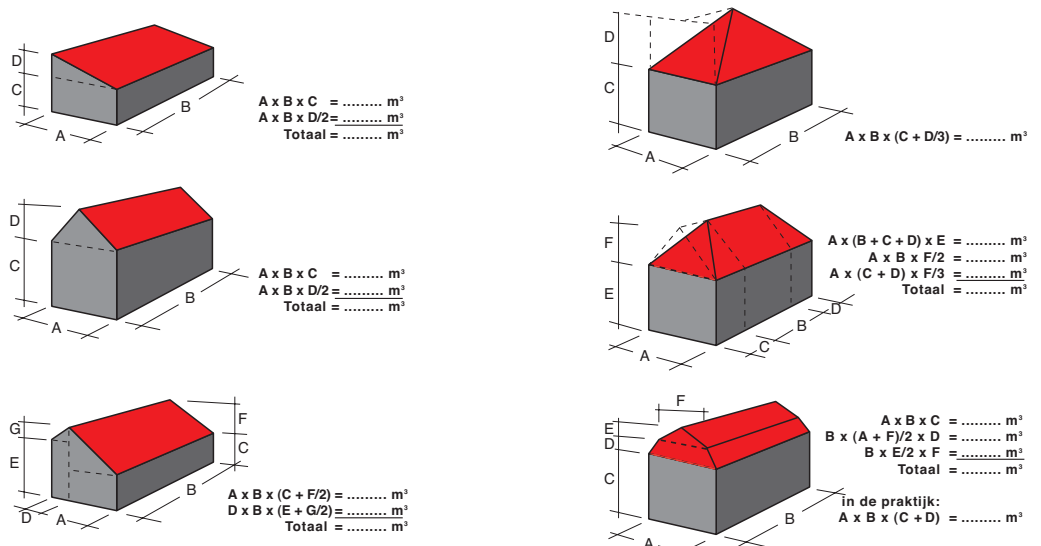 D
C
A
B
A x B x C = ......... m³
A x B x D/2= ......... m³
Totaal = ......... m³
D
C
A
B
A x B x (C + D/3) = ......... m³
D
C
A
B
A x B x C = ......... m³
A x B x D/2 = ......... m³
Totaal = ......... m³
F
E
A
C
B
D
A x (B + C + D) x E = ......... m³
A x B x F/2 = ......... m³
A x (C + D) x F/3 = ......... m³
Totaal = ......... m³
G
E
D
A
B
F
C
A x B x (C + F/2) = ......... m³
D x B x (E + G/2) = ......... m³
Totaal = ......... m³
F
E
D
C
A
B
A x B x C = ......... m³
B x (A + F)/2 x D = ......... m³
B x E/2 x F = ......... m³
Totaal = ......... m³
in de praktijk:
A x B x (C + D) = ......... m³